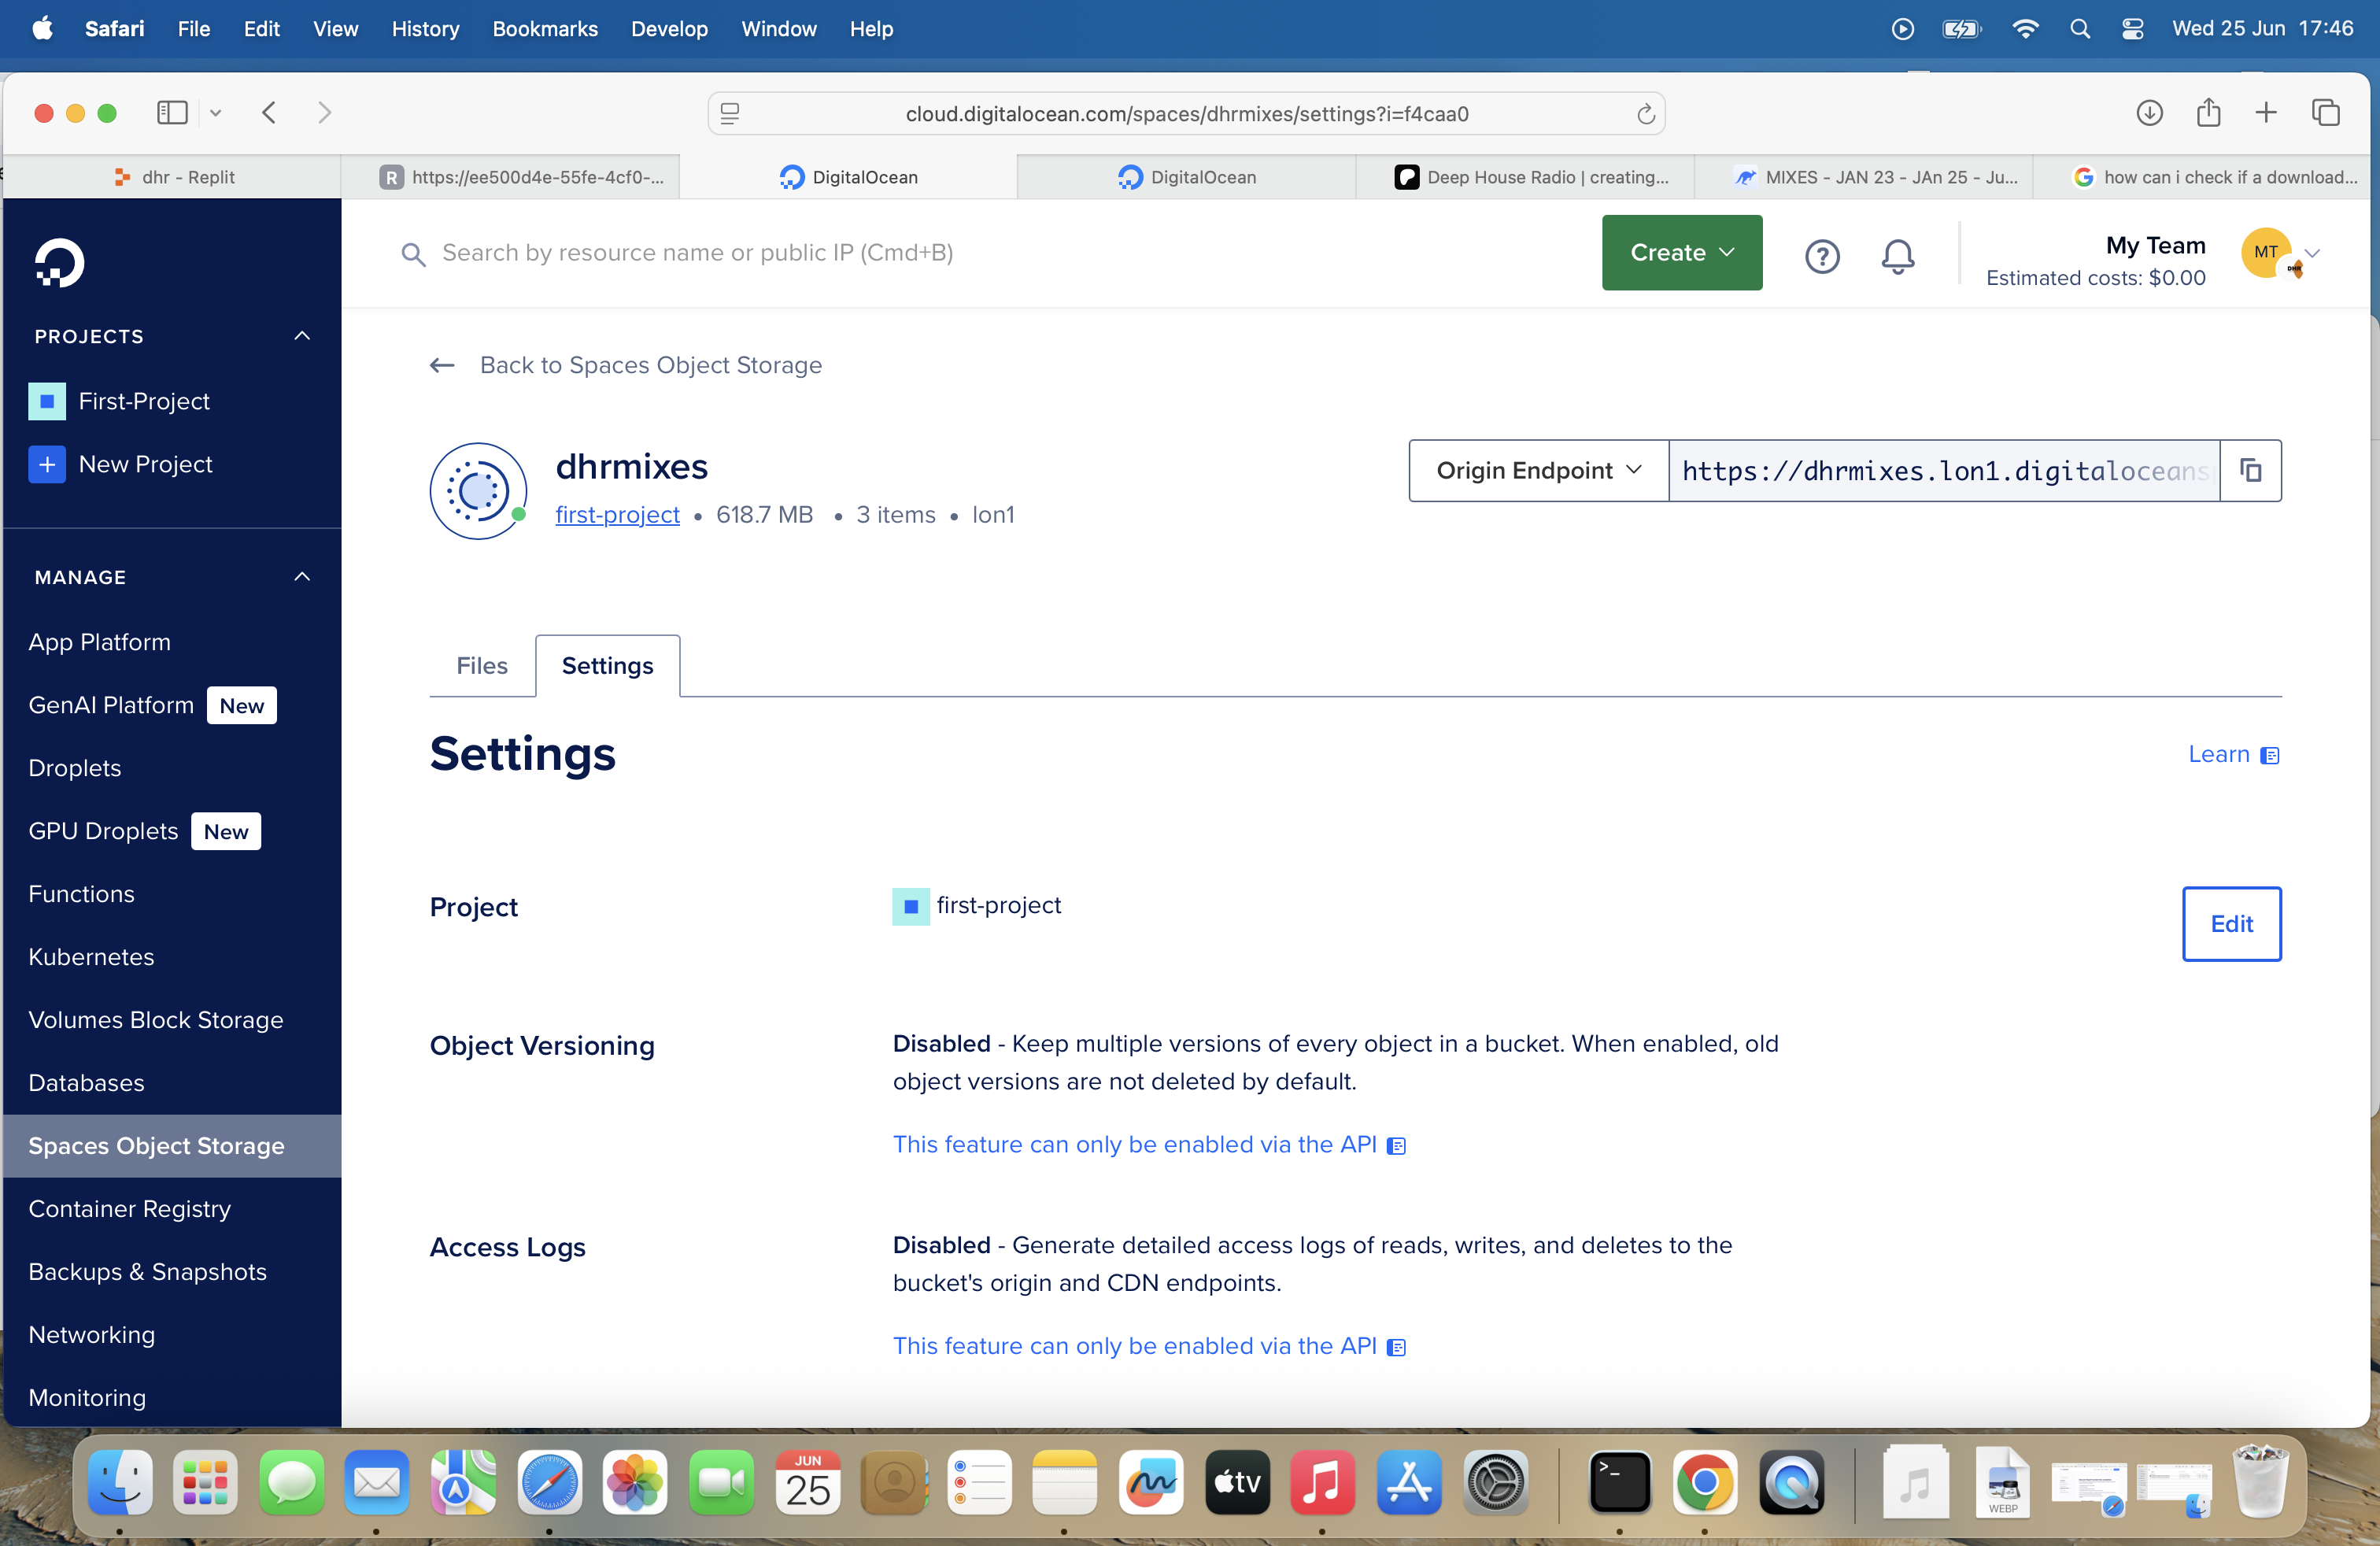 Safari File Edit View History Bookmarks Develop Window Help Wed 25 Jun 17:46
cloud.digitalocean.com/spaces/dhrmixes/settings?i=f4caa0
dhr - Replit
R https://ee500d4e-55fe-4cf0-...
DigitalOcean
DigitalOcean
Deep House Radio | creating...
MIXES - JAN 23 - JAn 25 - Ju...
how can i check if a download...
Search by resource name or public IP (Cmd+B)
Create
My Team
Estimated costs: $0.00
MT
DHR
PROJECTS
First-Project
New Project
MANAGE
App Platform
GenAI Platform New
Droplets
GPU Droplets New
Functions
Kubernetes
Volumes Block Storage
Databases
Spaces Object Storage
Container Registry
Backups & Snapshots
Networking
Monitoring
Back to Spaces Object Storage
dhrmixes
first-project • 618.7 MB • 3 items • lon1
Origin Endpoint https://dhrmixes.lon1.digitaloceans
Files Settings
Settings
Learn
Project
first-project
Edit
Object Versioning
Disabled - Keep multiple versions of every object in a bucket. When enabled, old
object versions are not deleted by default.
This feature can only be enabled via the API
Access Logs
Disabled - Generate detailed access logs of reads, writes, and deletes to the
bucket's origin and CDN endpoints.
This feature can only be enabled via the API
JUN
25
tv
WEBP